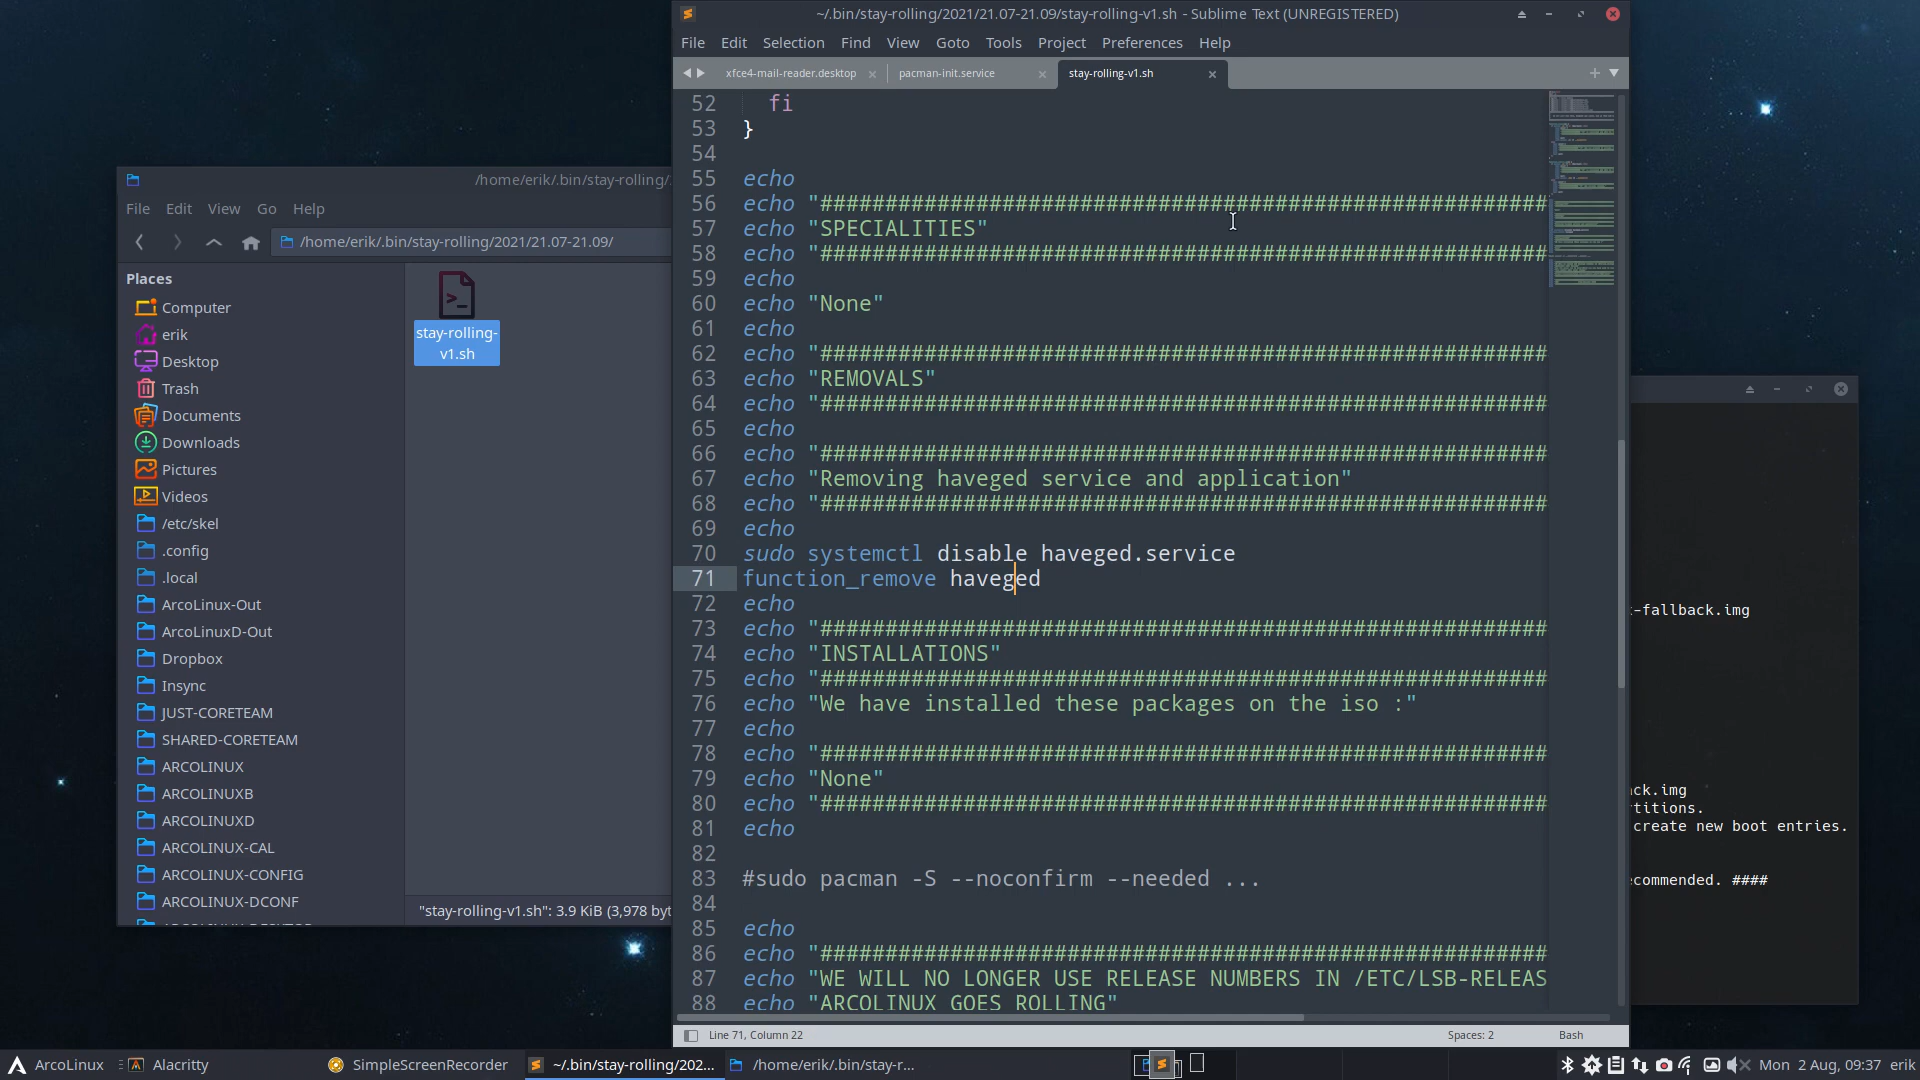 ~/.bin/stay-rolling/2021/21.07-21.09/stay-rolling-v1.sh - Sublime Text (UNREGISTERED)
File Edit Selection Find View Goto Tools Project Preferences Help
xfce4-mail-reader.desktop
pacman-init.service
stay-rolling-v1.sh
52 fi
53 }
54
55 echo
56 echo "########################################################
57 echo "SPECIALITIES"
58 echo "########################################################
59 echo
60 echo "None"
61 echo
62 echo "########################################################
63 echo "REMOVALS"
64 echo "########################################################
65 echo
66 echo "########################################################
67 echo "Removing haveged service and application"
68 echo "########################################################
69 echo
70 sudo systemctl disable haveged.service
71 function_remove haveged
72 echo
73 echo "########################################################
74 echo "INSTALLATIONS"
75 echo "########################################################
76 echo "We have installed these packages on the iso :"
77 echo
78 echo "########################################################
79 echo "None"
80 echo "########################################################
81 echo
82
83 #sudo pacman -S --noconfirm --needed ...
84
85 echo
86 echo "########################################################
87 echo "WE WILL NO LONGER USE RELEASE NUMBERS IN /ETC/LSB-RELEAS
88 echo "ARCOLINUX GOES ROLLING"
Line 71, Column 22
Spaces: 2
Bash
/home/erik/.bin/stay-rolling/
File Edit View Go Help
/home/erik/.bin/stay-rolling/2021/21.07-21.09/
Places
Computer
erik
Desktop
Trash
Documents
Downloads
Pictures
Videos
/etc/skel
.config
.local
ArcoLinux-Out
ArcoLinuxD-Out
Dropbox
Insync
JUST-CORETEAM
SHARED-CORETEAM
ARCOLINUX
ARCOLINUXB
ARCOLINUXD
ARCOLINUX-CAL
ARCOLINUX-CONFIG
ARCOLINUX-DCONF
stay-rolling-
v1.sh
"stay-rolling-v1.sh": 3.9 KiB (3,978 byt
-fallback.img
ck.img
titions.
create new boot entries.
commended. ####
ArcoLinux
Alacritty
SimpleScreenRecorder
~/.bin/stay-rolling/202...
/home/erik/.bin/stay-r...
Mon 2 Aug, 09:37 erik